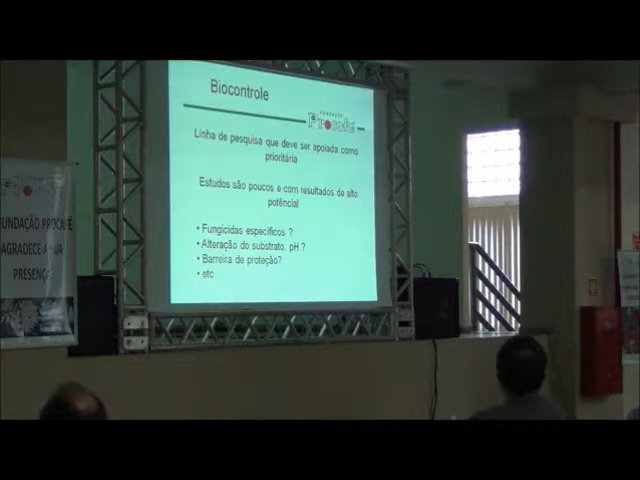 Biocontrole
FUNDAÇÃO
Procafé
Linha de pesquisa que deve ser apoiada como
prioritária
Estudos são poucos e com resultados de alto
potêncial
• Fungicidas específicos ?
• Alteração do substrato, pH ?
• Barreira de proteção?
• etc
FUNDAÇÃO PROCAFÉ
AGRADECE A SUA
PRESENÇA